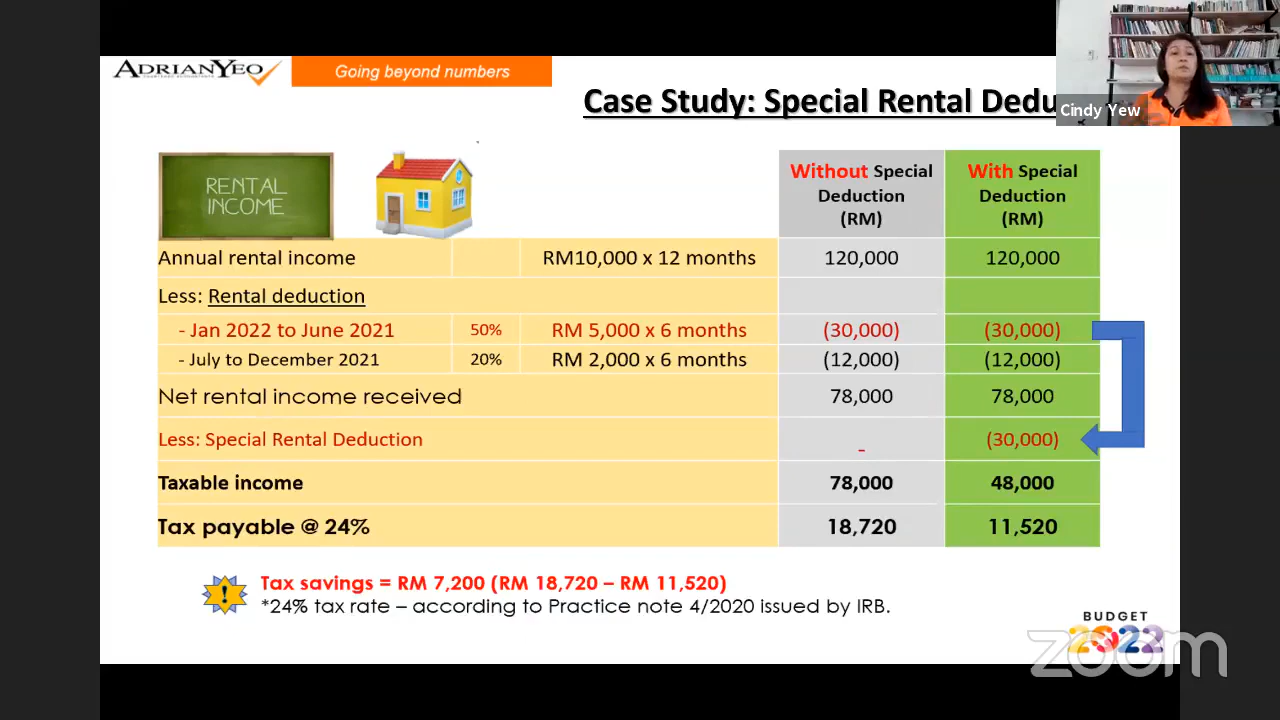 ADRIANYEO
Going beyond numbers
Case Study: Special Rental Dedu
Cindy Yew
RENTAL
INCOME
Without Special
Deduction
(RM)
With Special
Deduction
(RM)
Annual rental income RM10,000 x 12 months 120,000 120,000
Less: Rental deduction
- Jan 2022 to June 2021 50% RM 5,000 x 6 months (30,000) (30,000)
- July to December 2021 20% RM 2,000 x 6 months (12,000) (12,000)
Net rental income received 78,000 78,000
Less: Special Rental Deduction - (30,000)
Taxable income 78,000 48,000
Tax payable @ 24% 18,720 11,520
Tax savings = RM 7,200 (RM 18,720 – RM 11,520)
*24% tax rate – according to Practice note 4/2020 issued by IRB.
BUDGET
2022
zoom